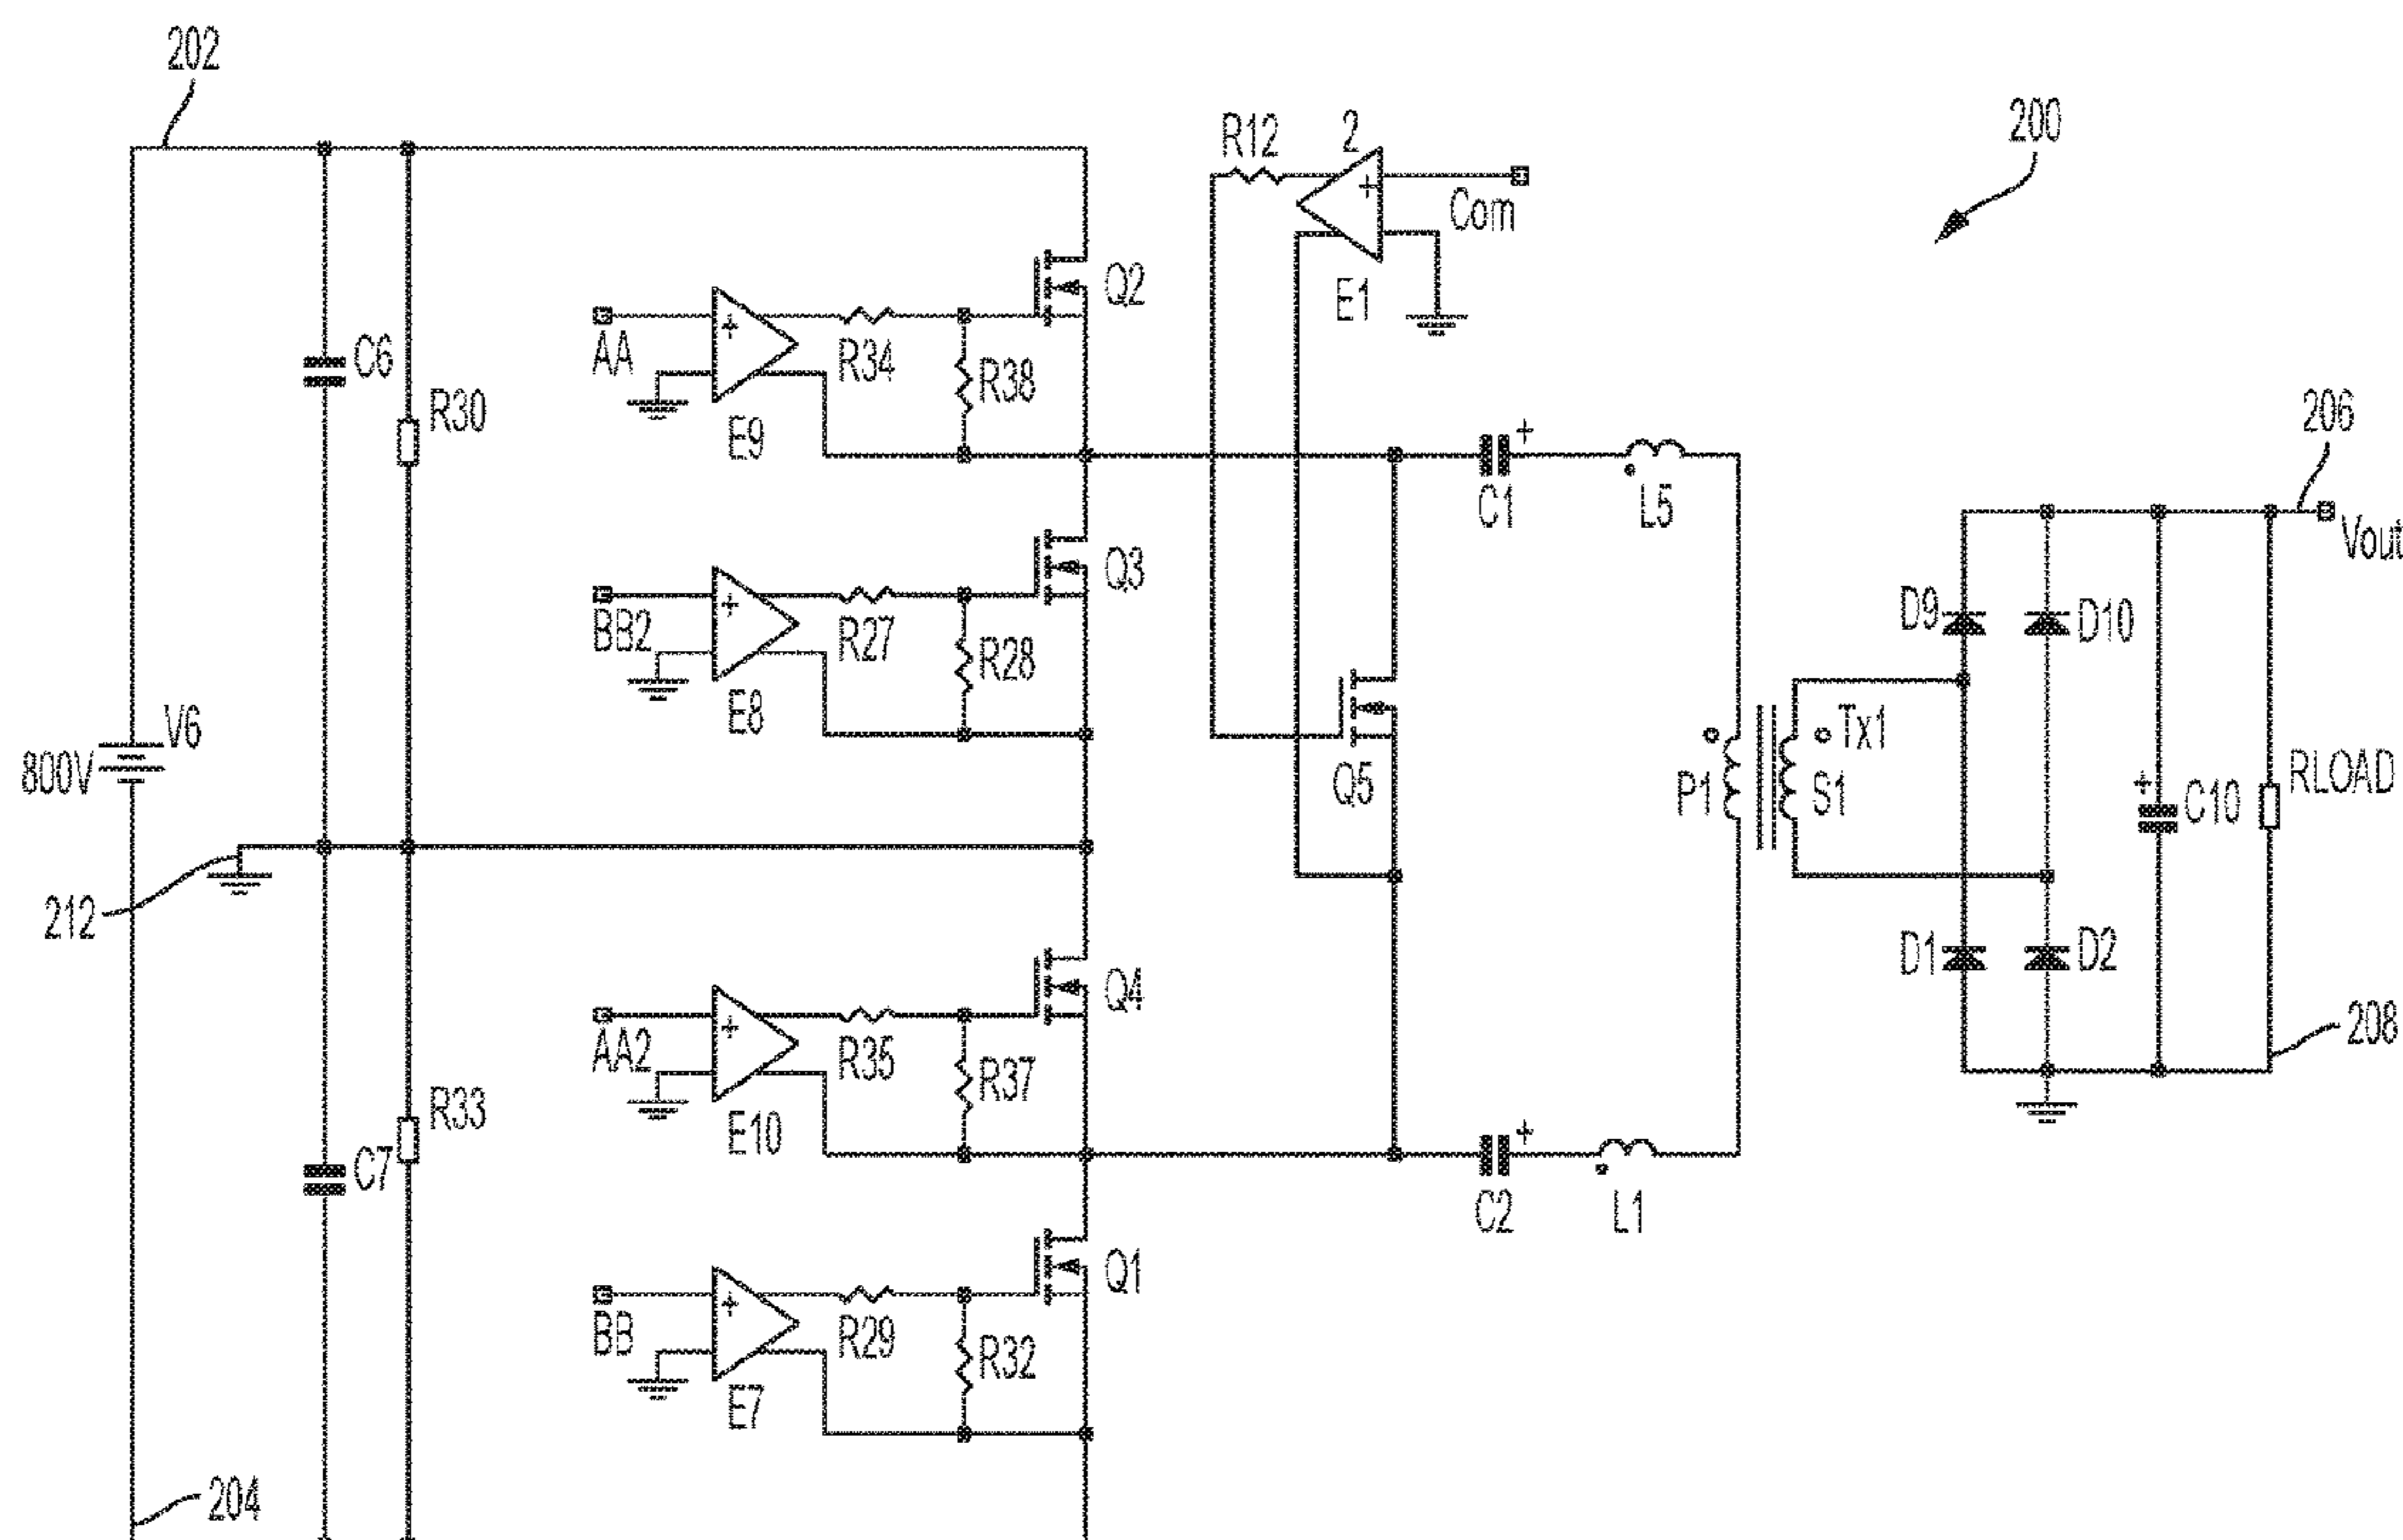 202
200
R12
2
Com
E1
Q2
AA
R34
R38
E9
C6
R30
206
Vout
C1
L5
Q3
BB2
R27
R28
E8
D9
D10
V6
800V
Q5
P1
Tx1
S1
C10
RLOAD
212
Q4
AA2
R35
R37
E10
D1
D2
208
R33
C7
C2
L1
Q1
BB
R29
R32
E7
204